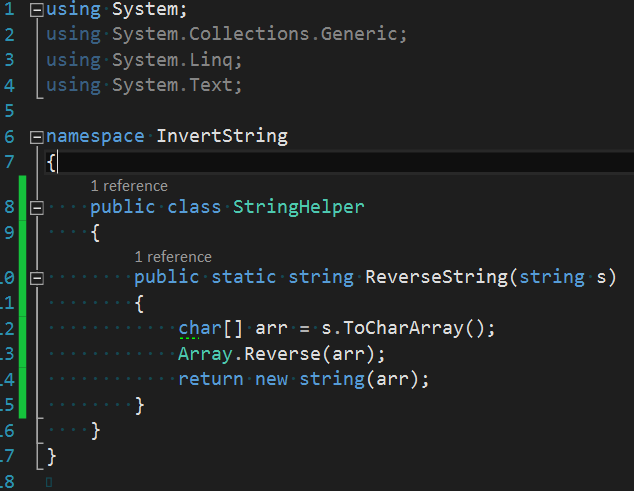 1 using System;
2 using System.Collections.Generic;
3 using System.Linq;
4 using System.Text;
5
6 namespace InvertString
7 {
1 reference
8 public class StringHelper
9 {
1 reference
10 public static string ReverseString(string s)
11 {
12 char[] arr = s.ToCharArray();
13 Array.Reverse(arr);
14 return new string(arr);
15 }
16 }
17 }
18